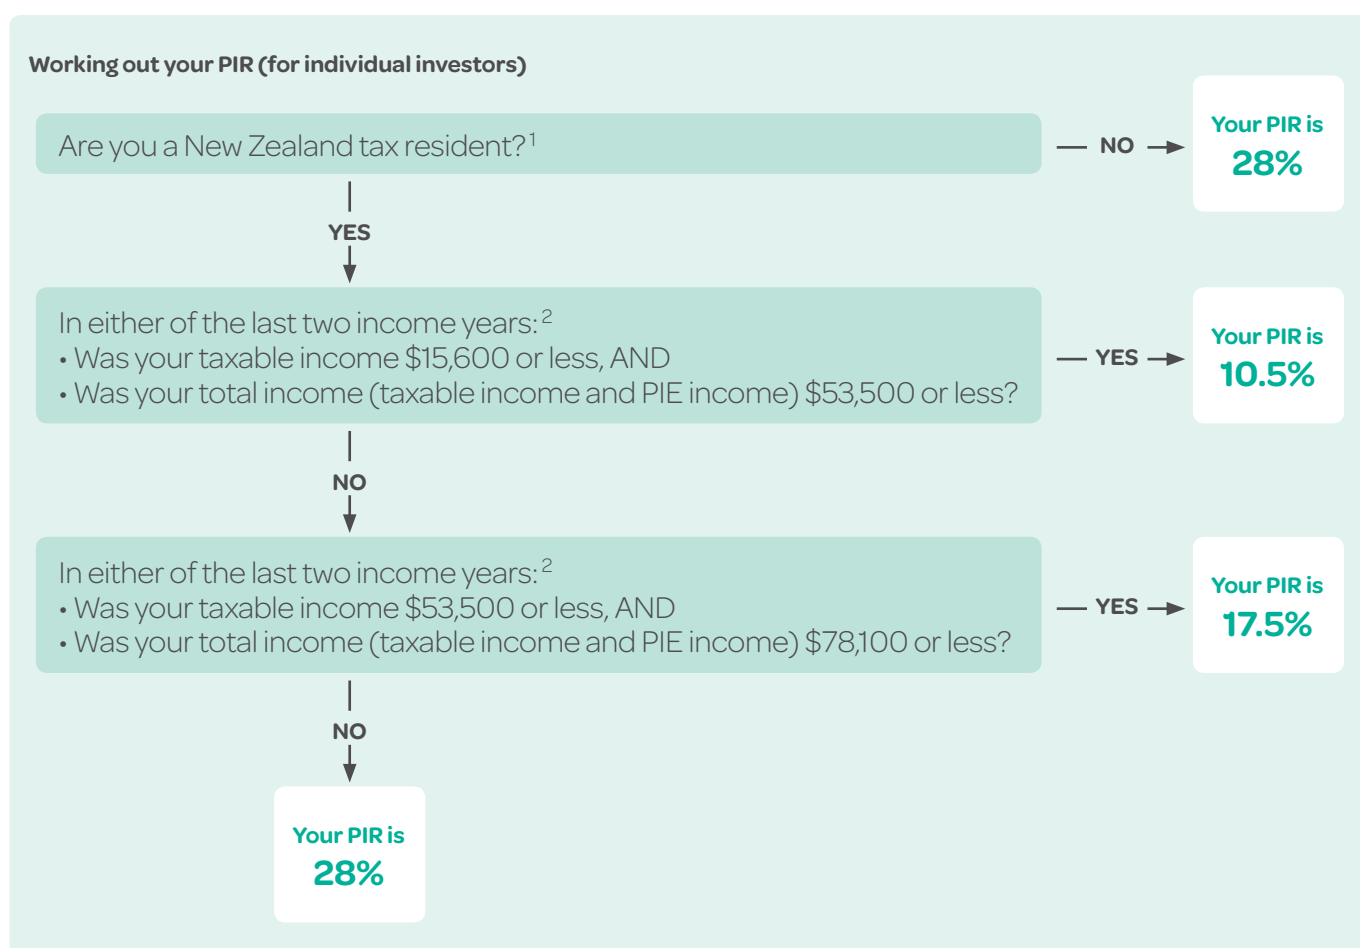 Working out your PIR (for individual investors)
Are you a New Zealand tax resident?¹
NO
Your PIR is
28%
YES
In either of the last two income years:²
• Was your taxable income $15,600 or less, AND
• Was your total income (taxable income and PIE income) $53,500 or less?
YES
Your PIR is
10.5%
NO
In either of the last two income years:²
• Was your taxable income $53,500 or less, AND
• Was your total income (taxable income and PIE income) $78,100 or less?
YES
Your PIR is
17.5%
NO
Your PIR is
28%